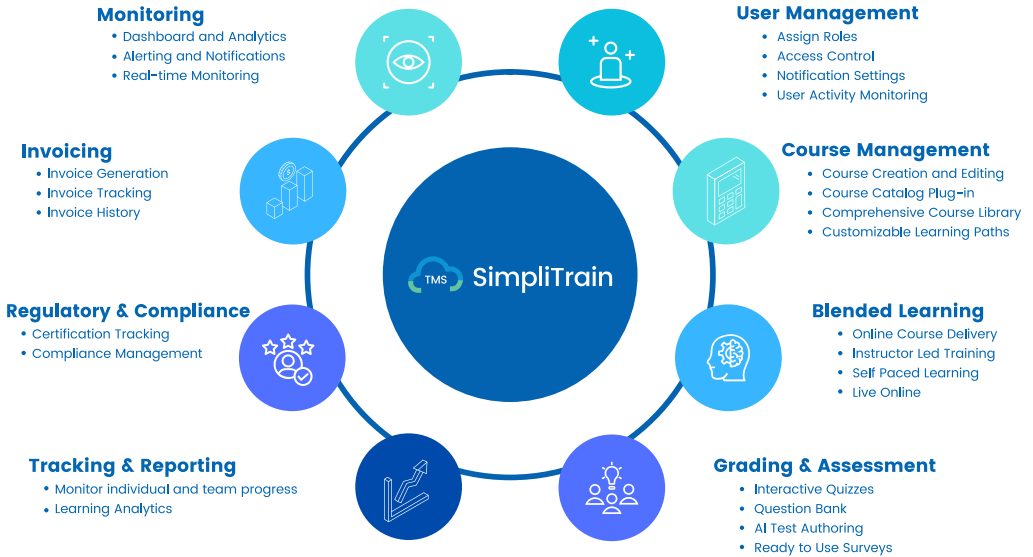 Monitoring
• Dashboard and Analytics
• Alerting and Notifications
• Real-time Monitoring
User Management
• Assign Roles
• Access Control
• Notification Settings
• User Activity Monitoring
Invoicing
• Invoice Generation
• Invoice Tracking
• Invoice History
Course Management
• Course Creation and Editing
• Course Catalog Plug-in
• Comprehensive Course Library
• Customizable Learning Paths
TMS SimpliTrain
Regulatory & Compliance
• Certification Tracking
• Compliance Management
Blended Learning
• Online Course Delivery
• Instructor Led Training
• Self Paced Learning
• Live Online
Tracking & Reporting
• Monitor individual and team progress
• Learning Analytics
Grading & Assessment
• Interactive Quizzes
• Question Bank
• AI Test Authoring
• Ready to Use Surveys